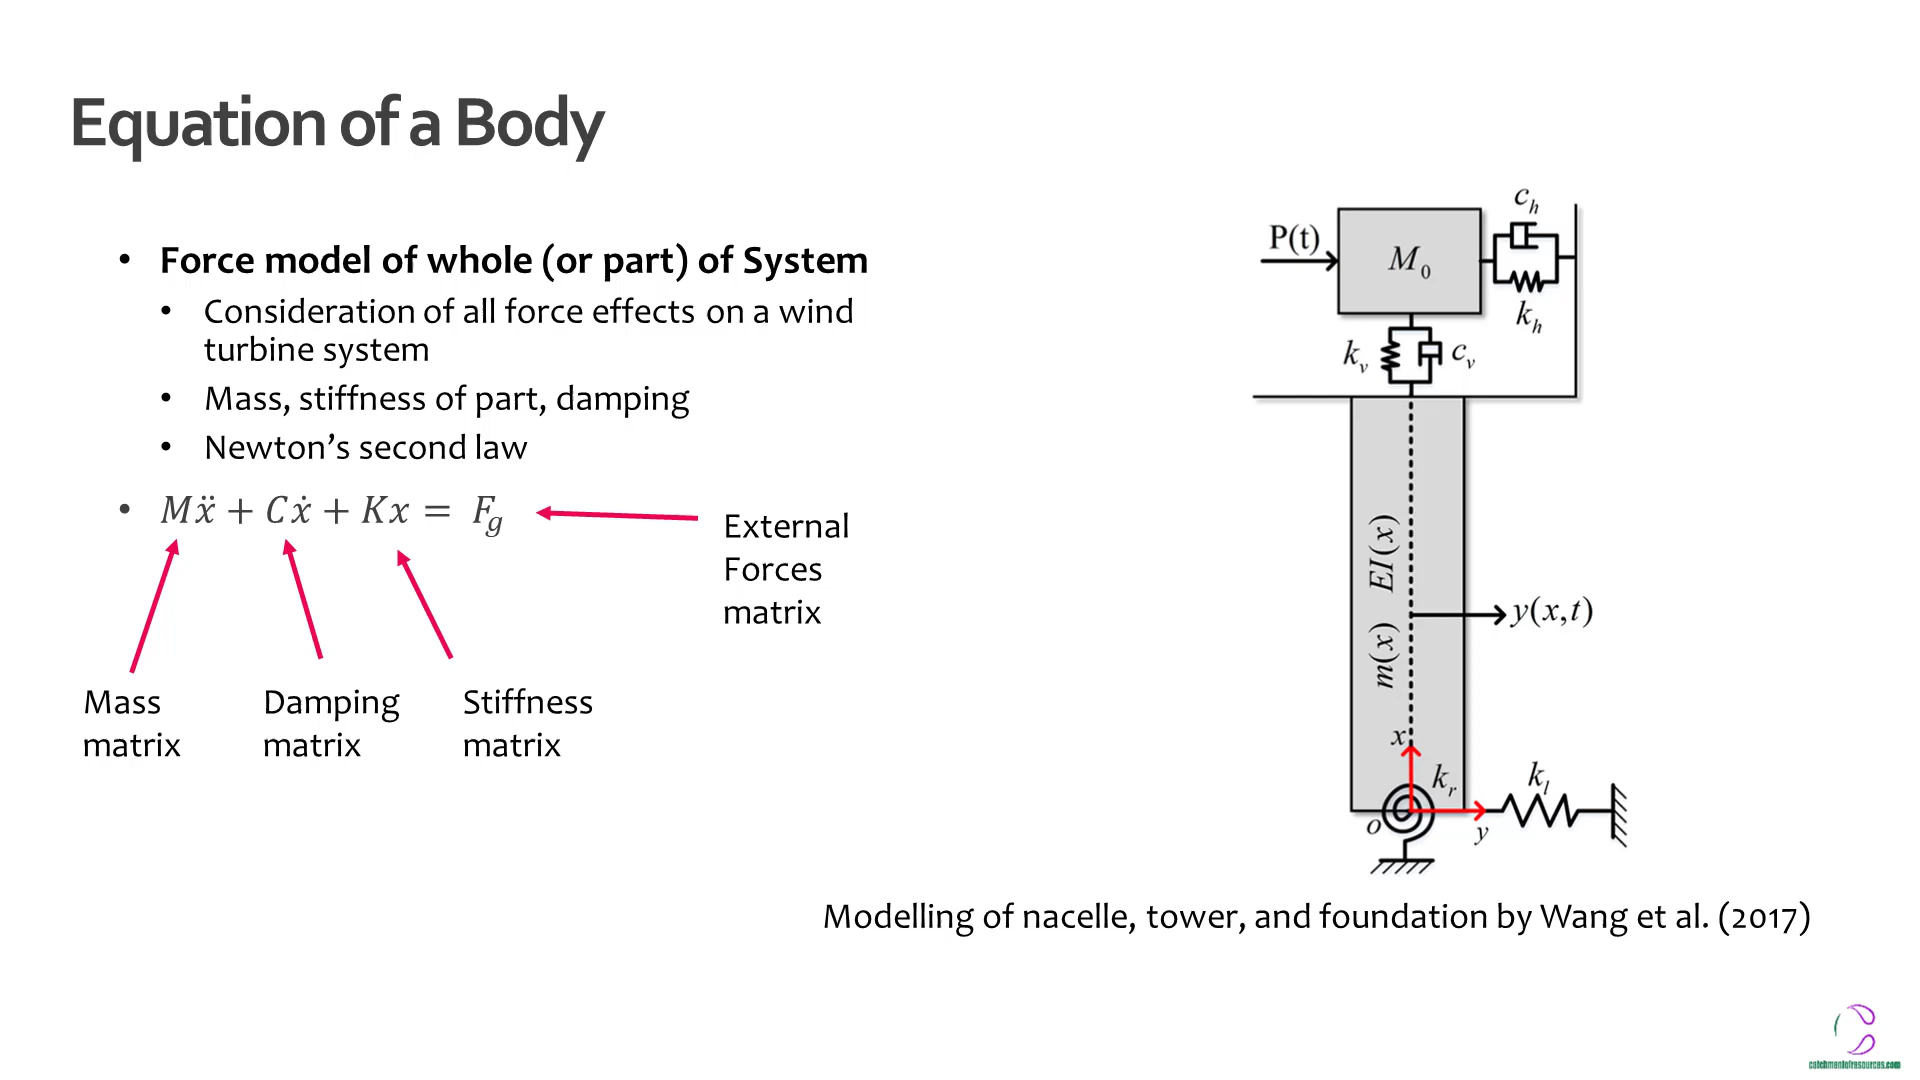 Equation of a Body
• Force model of whole (or part) of System
• Consideration of all force effects on a wind
turbine system
• Mass, stiffness of part, damping
• Newton's second law
• Mẍ + Cẋ + Kx = F_g
External
Forces
matrix
Mass
matrix
Damping
matrix
Stiffness
matrix
P(t)
M₀
c_h
k_h
k_v
c_v
EI(x)
m(x)
y(x,t)
x
k_r
k_l
o
y
Modelling of nacelle, tower, and foundation by Wang et al. (2017)
catchmentofresources.com